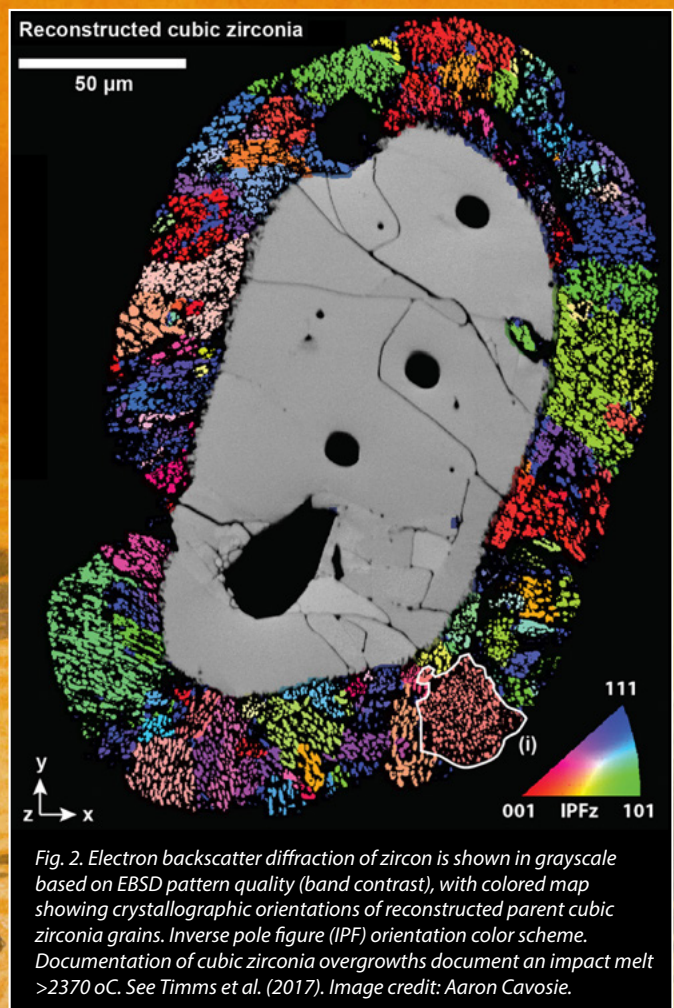 Reconstructed cubic zirconia
50 µm
(i)
111
y
z
x
001 IPFz 101
Fig. 2. Electron backscatter diffraction of zircon is shown in grayscale
based on EBSD pattern quality (band contrast), with colored map
showing crystallographic orientations of reconstructed parent cubic
zirconia grains. Inverse pole figure (IPF) orientation color scheme.
Documentation of cubic zirconia overgrowths document an impact melt
>2370 oC. See Timms et al. (2017). Image credit: Aaron Cavosie.